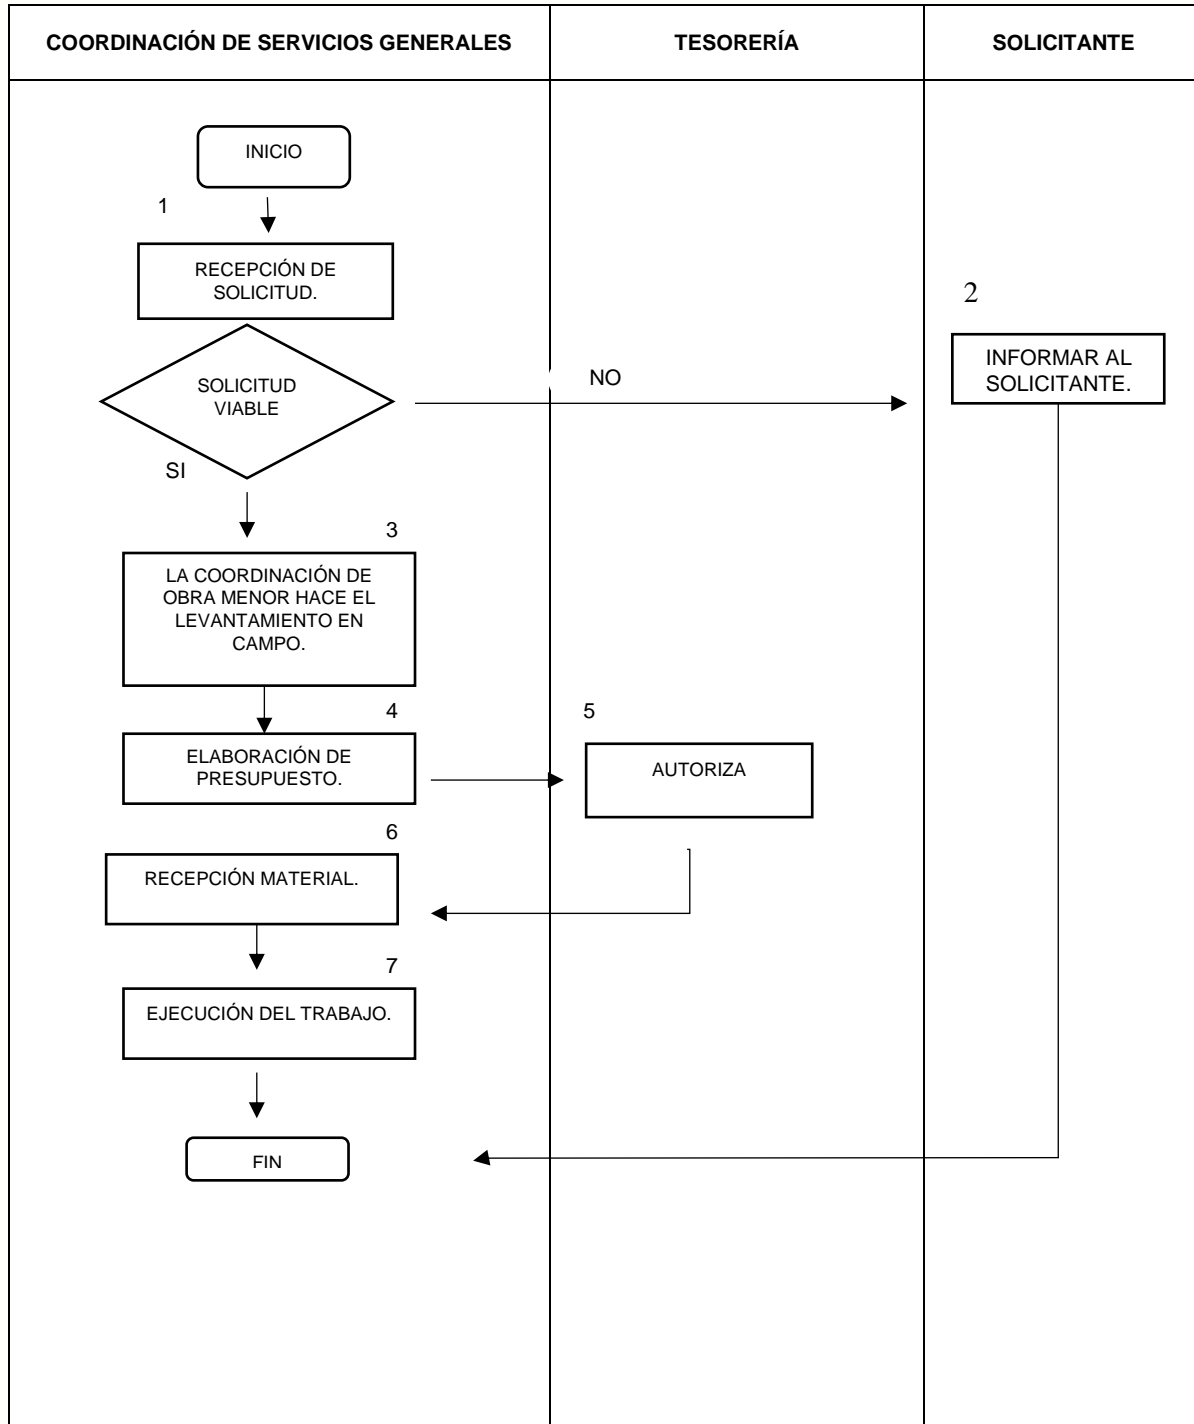 COORDINACIÓN DE SERVICIOS GENERALES
TESORERÍA
SOLICITANTE
INICIO
1
RECEPCIÓN DE
SOLICITUD.
SOLICITUD
VIABLE
NO
2
INFORMAR AL
SOLICITANTE.
SI
3
LA COORDINACIÓN DE
OBRA MENOR HACE EL
LEVANTAMIENTO EN
CAMPO.
4
ELABORACIÓN DE
PRESUPUESTO.
5
AUTORIZA
6
RECEPCIÓN MATERIAL.
7
EJECUCIÓN DEL TRABAJO.
FIN